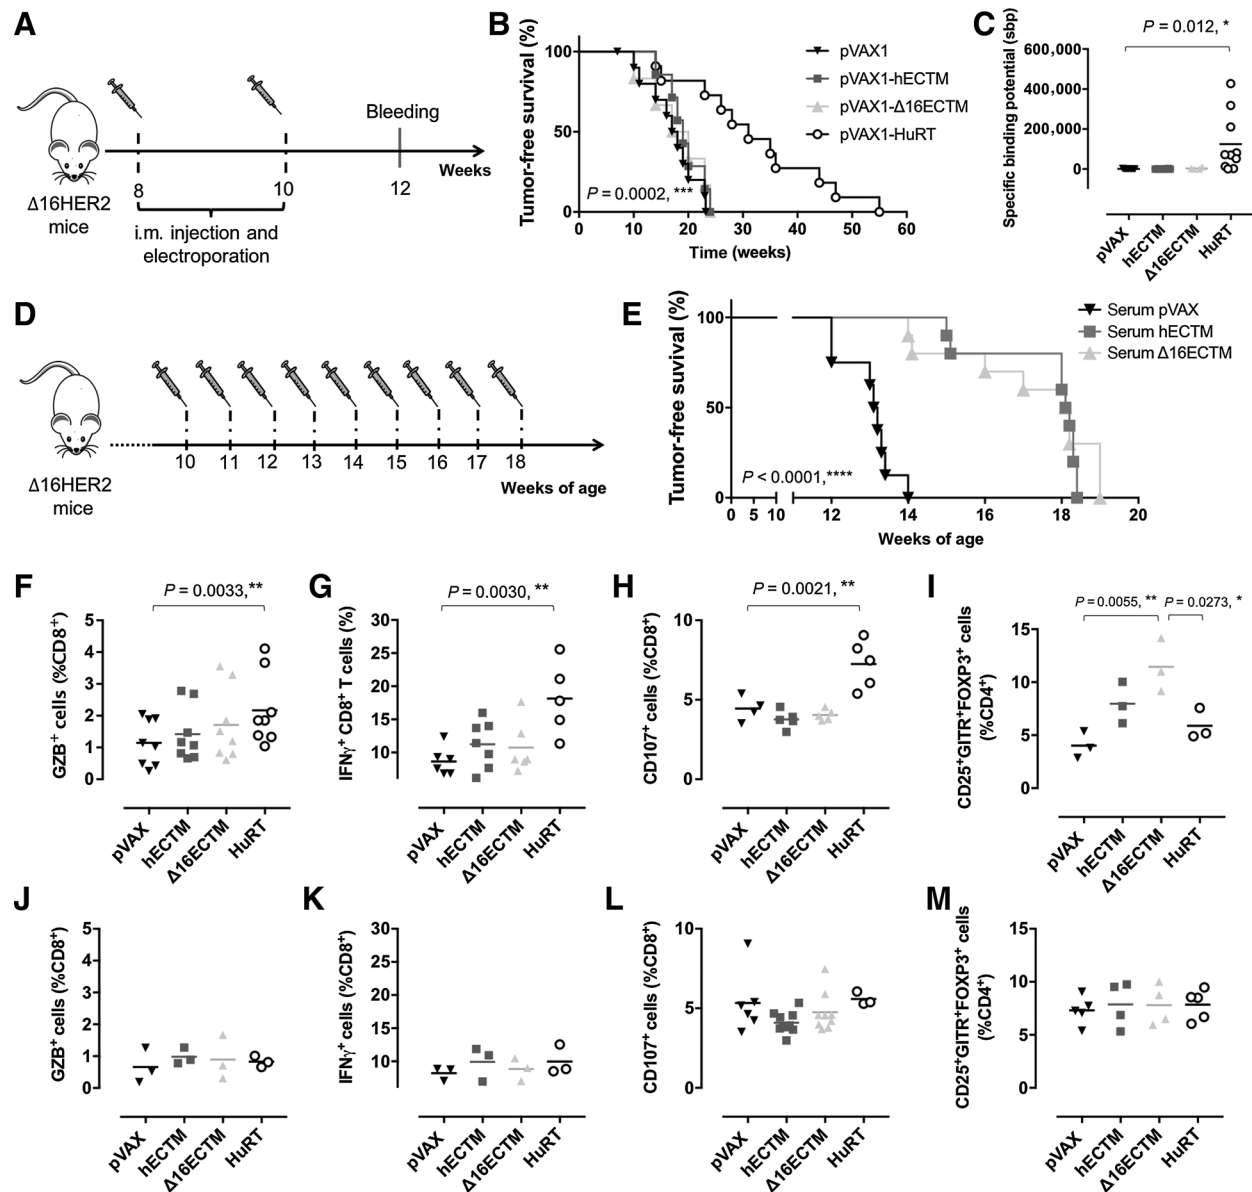 A
Δ16HER2
mice
8
10
Bleeding
12
Weeks
i.m. injection and
electroporation
B
Tumor-free survival (%)
100
50
0
0
10
20
30
40
50
60
Time (weeks)
P = 0.0002, ***
pVAX1
pVAX1-hECTM
pVAX1-Δ16ECTM
pVAX1-HuRT
C
P = 0.012, *
Specific binding potential (sbp)
600,000
400,000
200,000
0
pVAX
hECTM
Δ16ECTM
HuRT
D
Δ16HER2
mice
10
11
12
13
14
15
16
17
18
Weeks of age
E
Tumor-free suvival (%)
100
50
0
0
5
10
12
14
16
18
20
Weeks of age
P < 0.0001,****
Serum pVAX
Serum hECTM
Serum Δ16ECTM
F
P = 0.0033, **
GZB⁺ cells (%CD8⁺)
5
4
3
2
1
0
pVAX
hECTM
Δ16ECTM
HuRT
G
P = 0.0030, **
IFNγ⁺ CD8⁺ T cells (%)
30
25
20
15
10
pVAX
hECTM
Δ16ECTM
HuRT
H
P = 0.0021, **
CD107⁺ cells (%CD8⁺)
10
5
0
pVAX
hECTM
Δ16ECTM
HuRT
I
P = 0.0055, **
P = 0.0273, *
CD25⁺GITR⁺FOXP3⁺ cells
(%CD4⁺)
15
10
5
0
pVAX
hECTM
Δ16ECTM
HuRT
J
GZB⁺ cells (%CD8⁺)
5
4
3
2
1
0
pVAX
hECTM
Δ16ECTM
HuRT
K
IFNγ⁺ cells (%CD8⁺)
30
25
20
15
10
pVAX
hECTM
Δ16ECTM
HuRT
L
CD107⁺ cells (%CD8⁺)
10
5
0
pVAX
hECTM
Δ16ECTM
HuRT
M
CD25⁺GITR⁺FOXP3⁺ cells
(%CD4⁺)
15
10
5
0
pVAX
hECTM
Δ16ECTM
HuRT